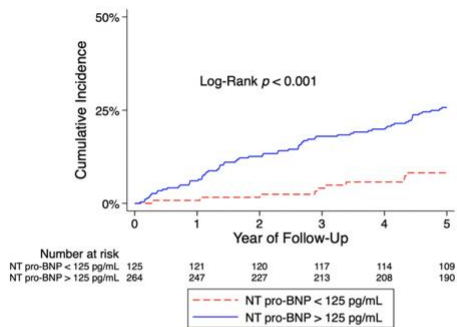 50%
Log-Rank p < 0.001
25%
0%
Cumulative Incidence
0 1 2 3 4 5
Year of Follow-Up
Number at risk
NT pro-BNP < 125 pg/mL 125 121 120 117 114 109
NT pro-BNP > 125 pg/mL 264 247 227 213 208 190
NT pro-BNP < 125 pg/mL
NT pro-BNP > 125 pg/mL